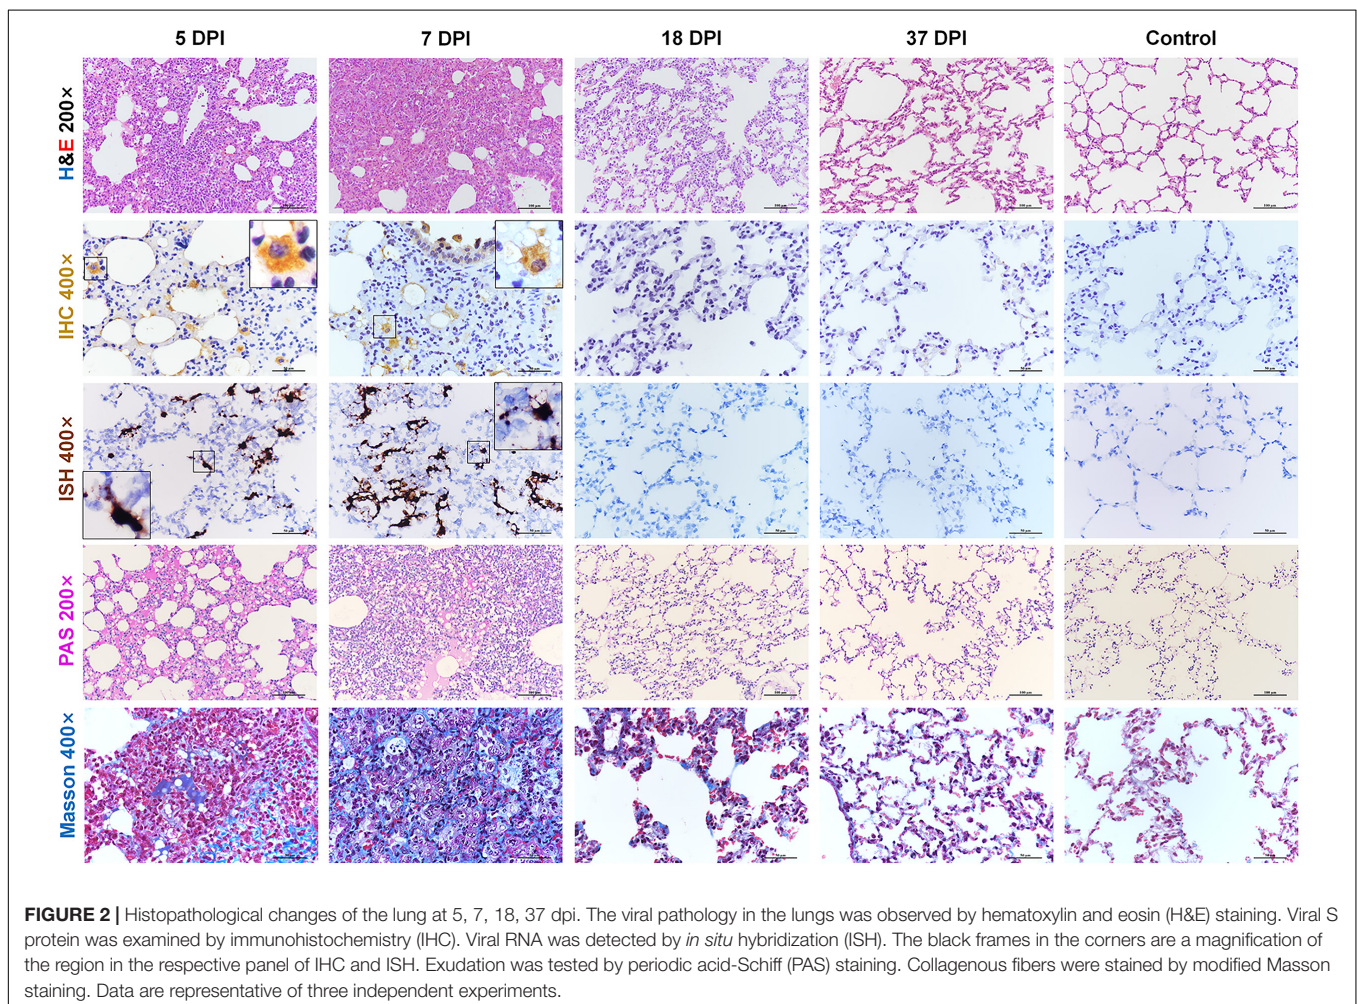 5 DPI 7 DPI 18 DPI 37 DPI Control
H&E 200×
IHC 400×
ISH 400×
PAS 200×
Masson 400×
FIGURE 2 | Histopathological changes of the lung at 5, 7, 18, 37 dpi. The viral pathology in the lungs was observed by hematoxylin and eosin (H&E) staining. Viral S
protein was examined by immunohistochemistry (IHC). Viral RNA was detected by in situ hybridization (ISH). The black frames in the corners are a magnification of
the region in the respective panel of IHC and ISH. Exudation was tested by periodic acid-Schiff (PAS) staining. Collagenous fibers were stained by modified Masson
staining. Data are representative of three independent experiments.